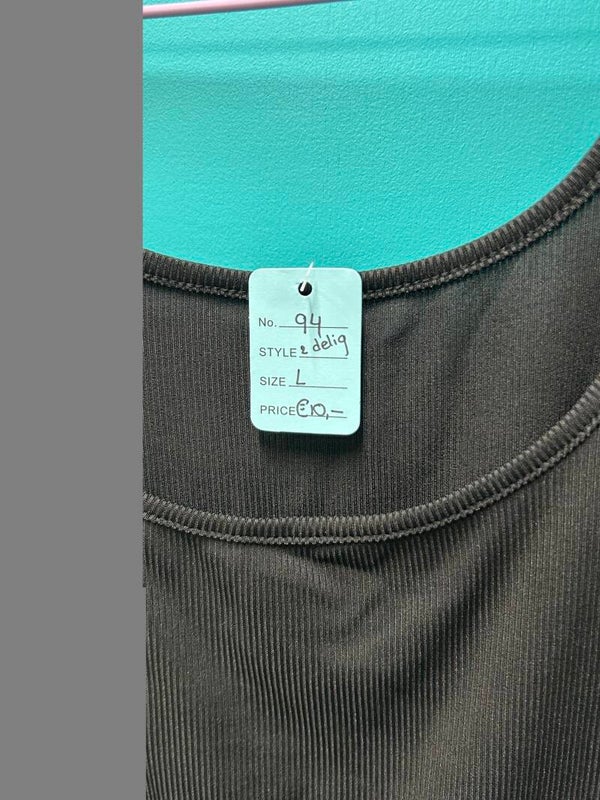 No. 94
STYLE 2 delig
SIZE L
PRICE €10,-